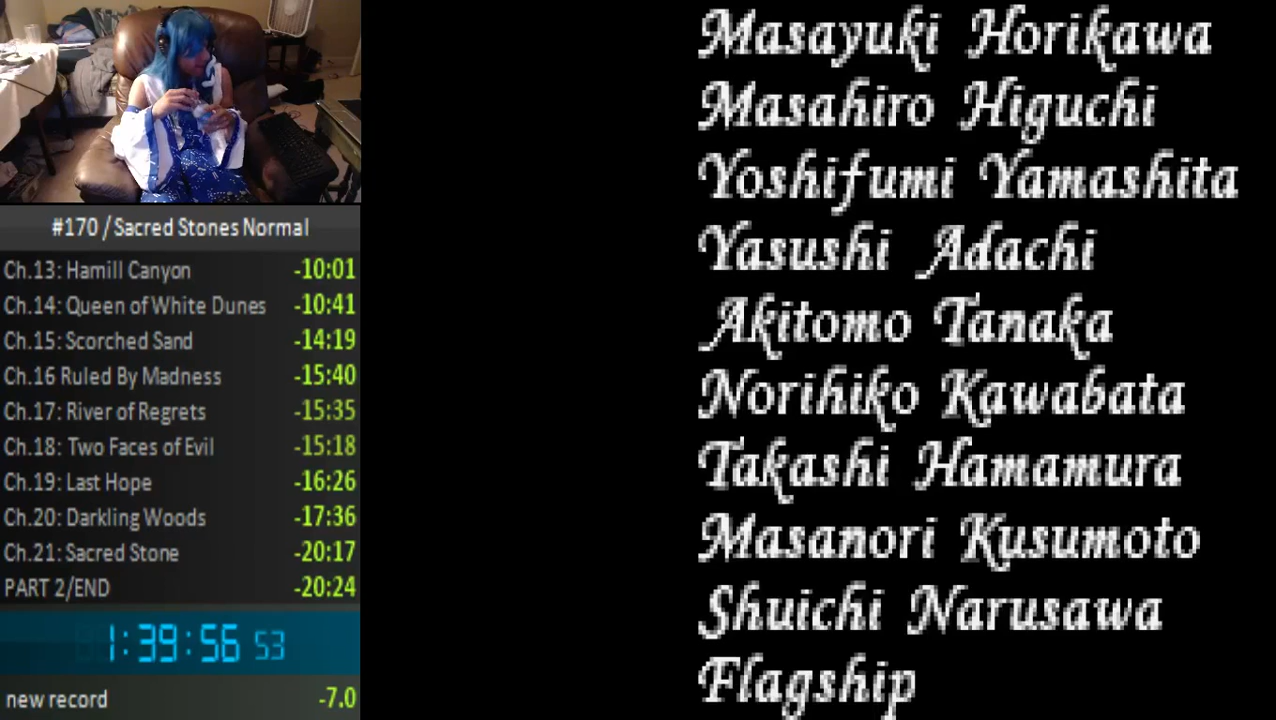 #170 / Sacred Stones Normal
Ch.13: Hamill Canyon -10:01
Ch.14: Queen of White Dunes -10:41
Ch.15: Scorched Sand -14:19
Ch.16 Ruled By Madness -15:40
Ch.17: River of Regrets -15:35
Ch.18: Two Faces of Evil -15:18
Ch.19: Last Hope -16:26
Ch.20: Darkling Woods -17:36
Ch.21: Sacred Stone -20:17
PART 2/END -20:24
1:39:56 53
new record -7.0
Masayuki Horikawa
Masahiro Higuchi
Yoshifumi Yamashita
Yasushi Adachi
Akitomo Tanaka
Norihiko Kawabata
Takashi Hamamura
Masanori Kusumoto
Shuichi Narusawa
Flagship